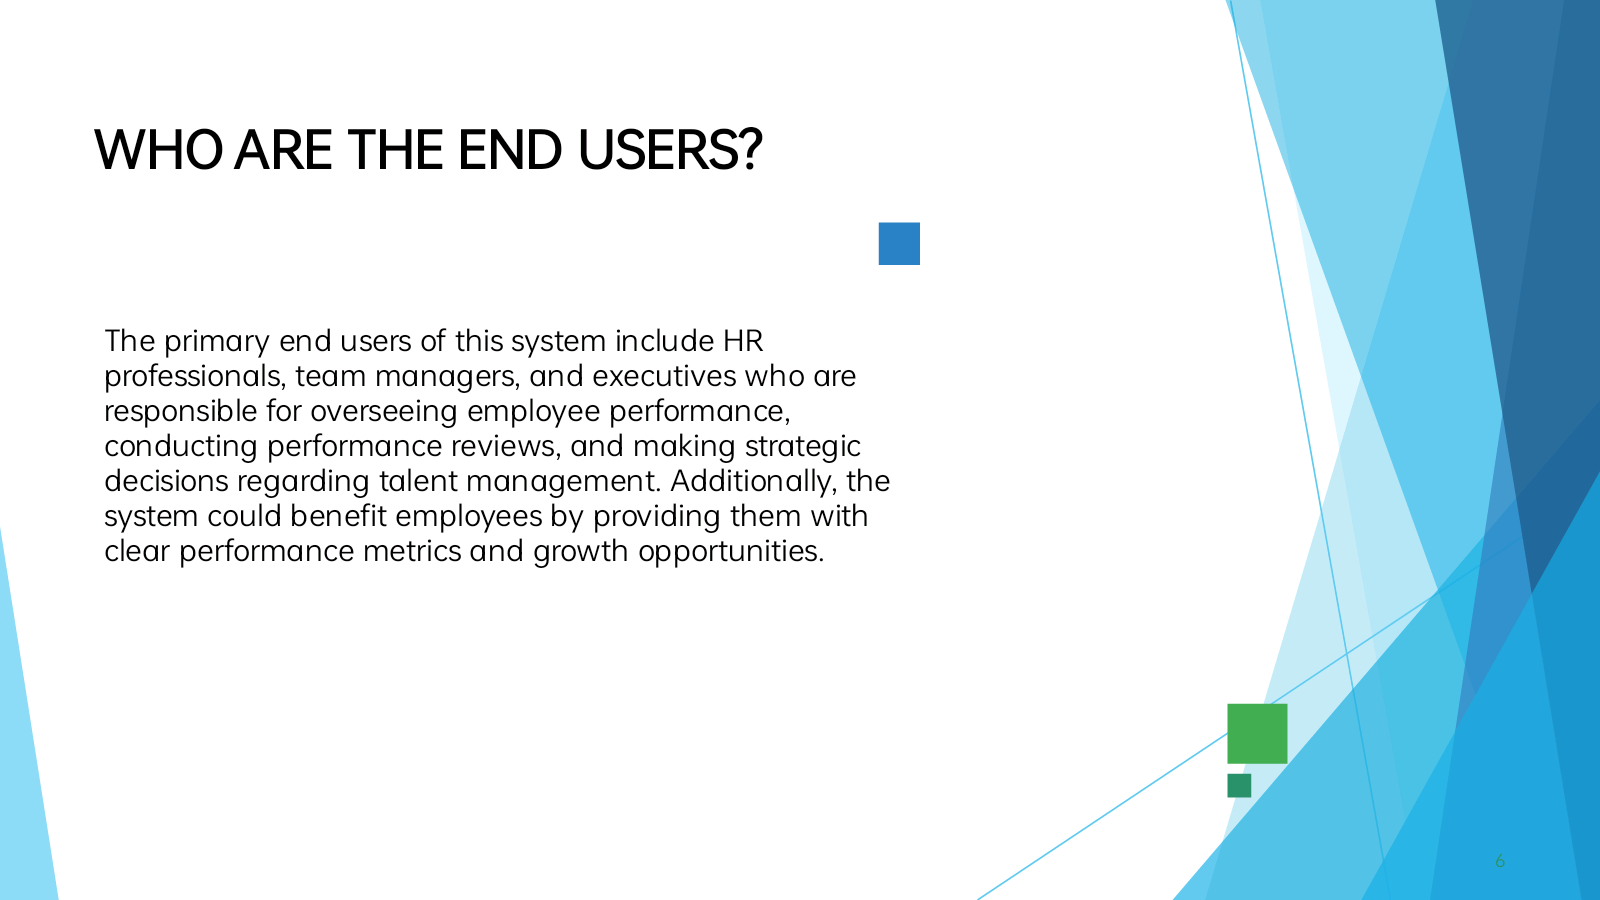 WHO ARE THE END USERS?
The primary end users of this system include HR
professionals, team managers, and executives who are
responsible for overseeing employee performance,
conducting performance reviews, and making strategic
decisions regarding talent management. Additionally, the
system could benefit employees by providing them with
clear performance metrics and growth opportunities.
6